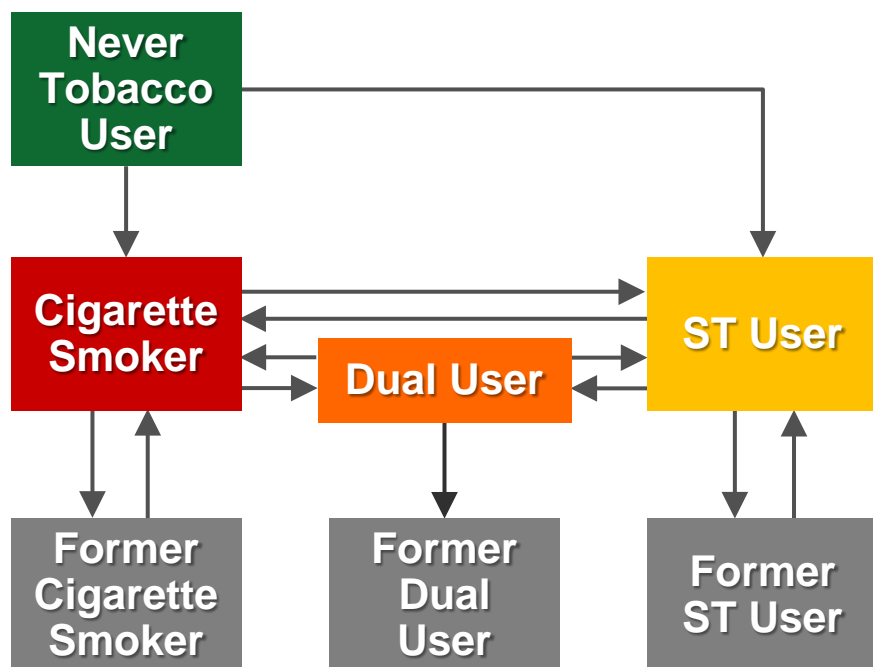 Never
Tobacco
User
Cigarette
Smoker
Dual User
ST User
Former
Cigarette
Smoker
Former
Dual
User
Former
ST User